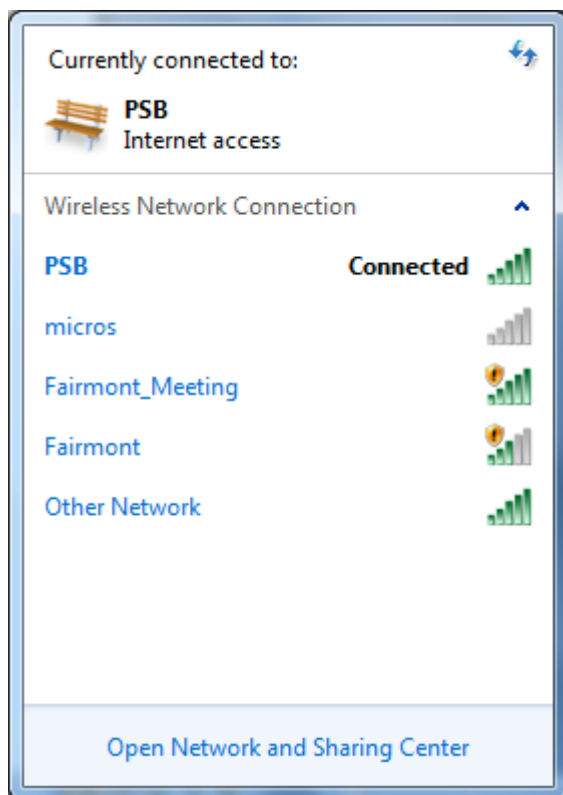 Currently connected to:
PSB
Internet access
Wireless Network Connection
PSB Connected
micros
Fairmont_Meeting
Fairmont
Other Network
Open Network and Sharing Center